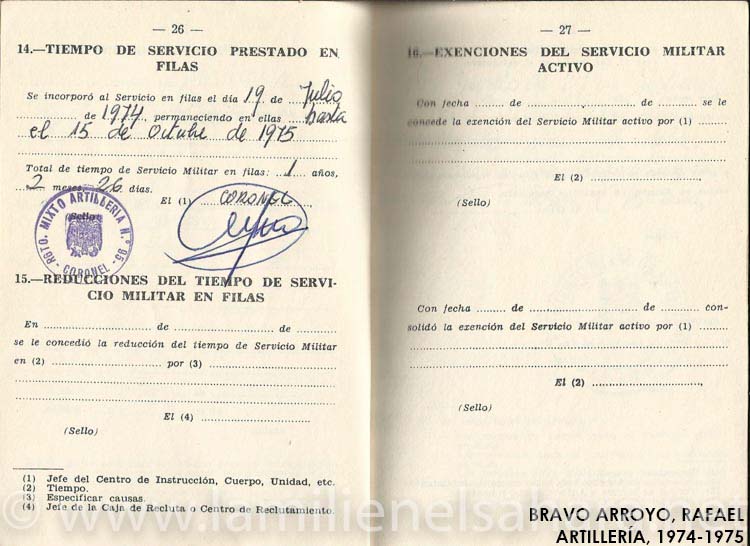 — 26 —
14.—TIEMPO DE SERVICIO PRESTADO EN
FILAS
Se incorporó al Servicio en filas el día 19 de Julio
de 1974, permaneciendo en ellas hasta
el 15 de Octubre de 1975
Total de tiempo de Servicio Militar en filas: 1 años,
2 meses, 26 días.
El (1) CORONEL
Sello
RGTO. MIXTO ARTILLERIA N.º 95
- CORONEL -
15.—REDUCCIONES DEL TIEMPO DE SERVI-
CIO MILITAR EN FILAS
En ........ de ........ de ........
se le concedió la reducción del tiempo de Servicio Militar
en (2) ........ por (3) ........
El (4) ........
(Sello)
(1) Jefe del Centro de Instrucción, Cuerpo, Unidad, etc.
(2) Tiempo.
(3) Especificar causas.
(4) Jefe de la Caja de Recluta o Centro de Reclutamiento.
— 27 —
16.—EXENCIONES DEL SERVICIO MILITAR
ACTIVO
Con fecha ........ de ........ de ........ se le
concede la exención del Servicio Militar activo por (1) ........
El (2) ........
(Sello)
Con fecha ........ de ........ de ........ con-
solidó la exención del Servicio Militar activo por (1) ........
El (2) ........
(Sello)
BRAVO ARROYO, RAFAEL
ARTILLERÍA, 1974-1975